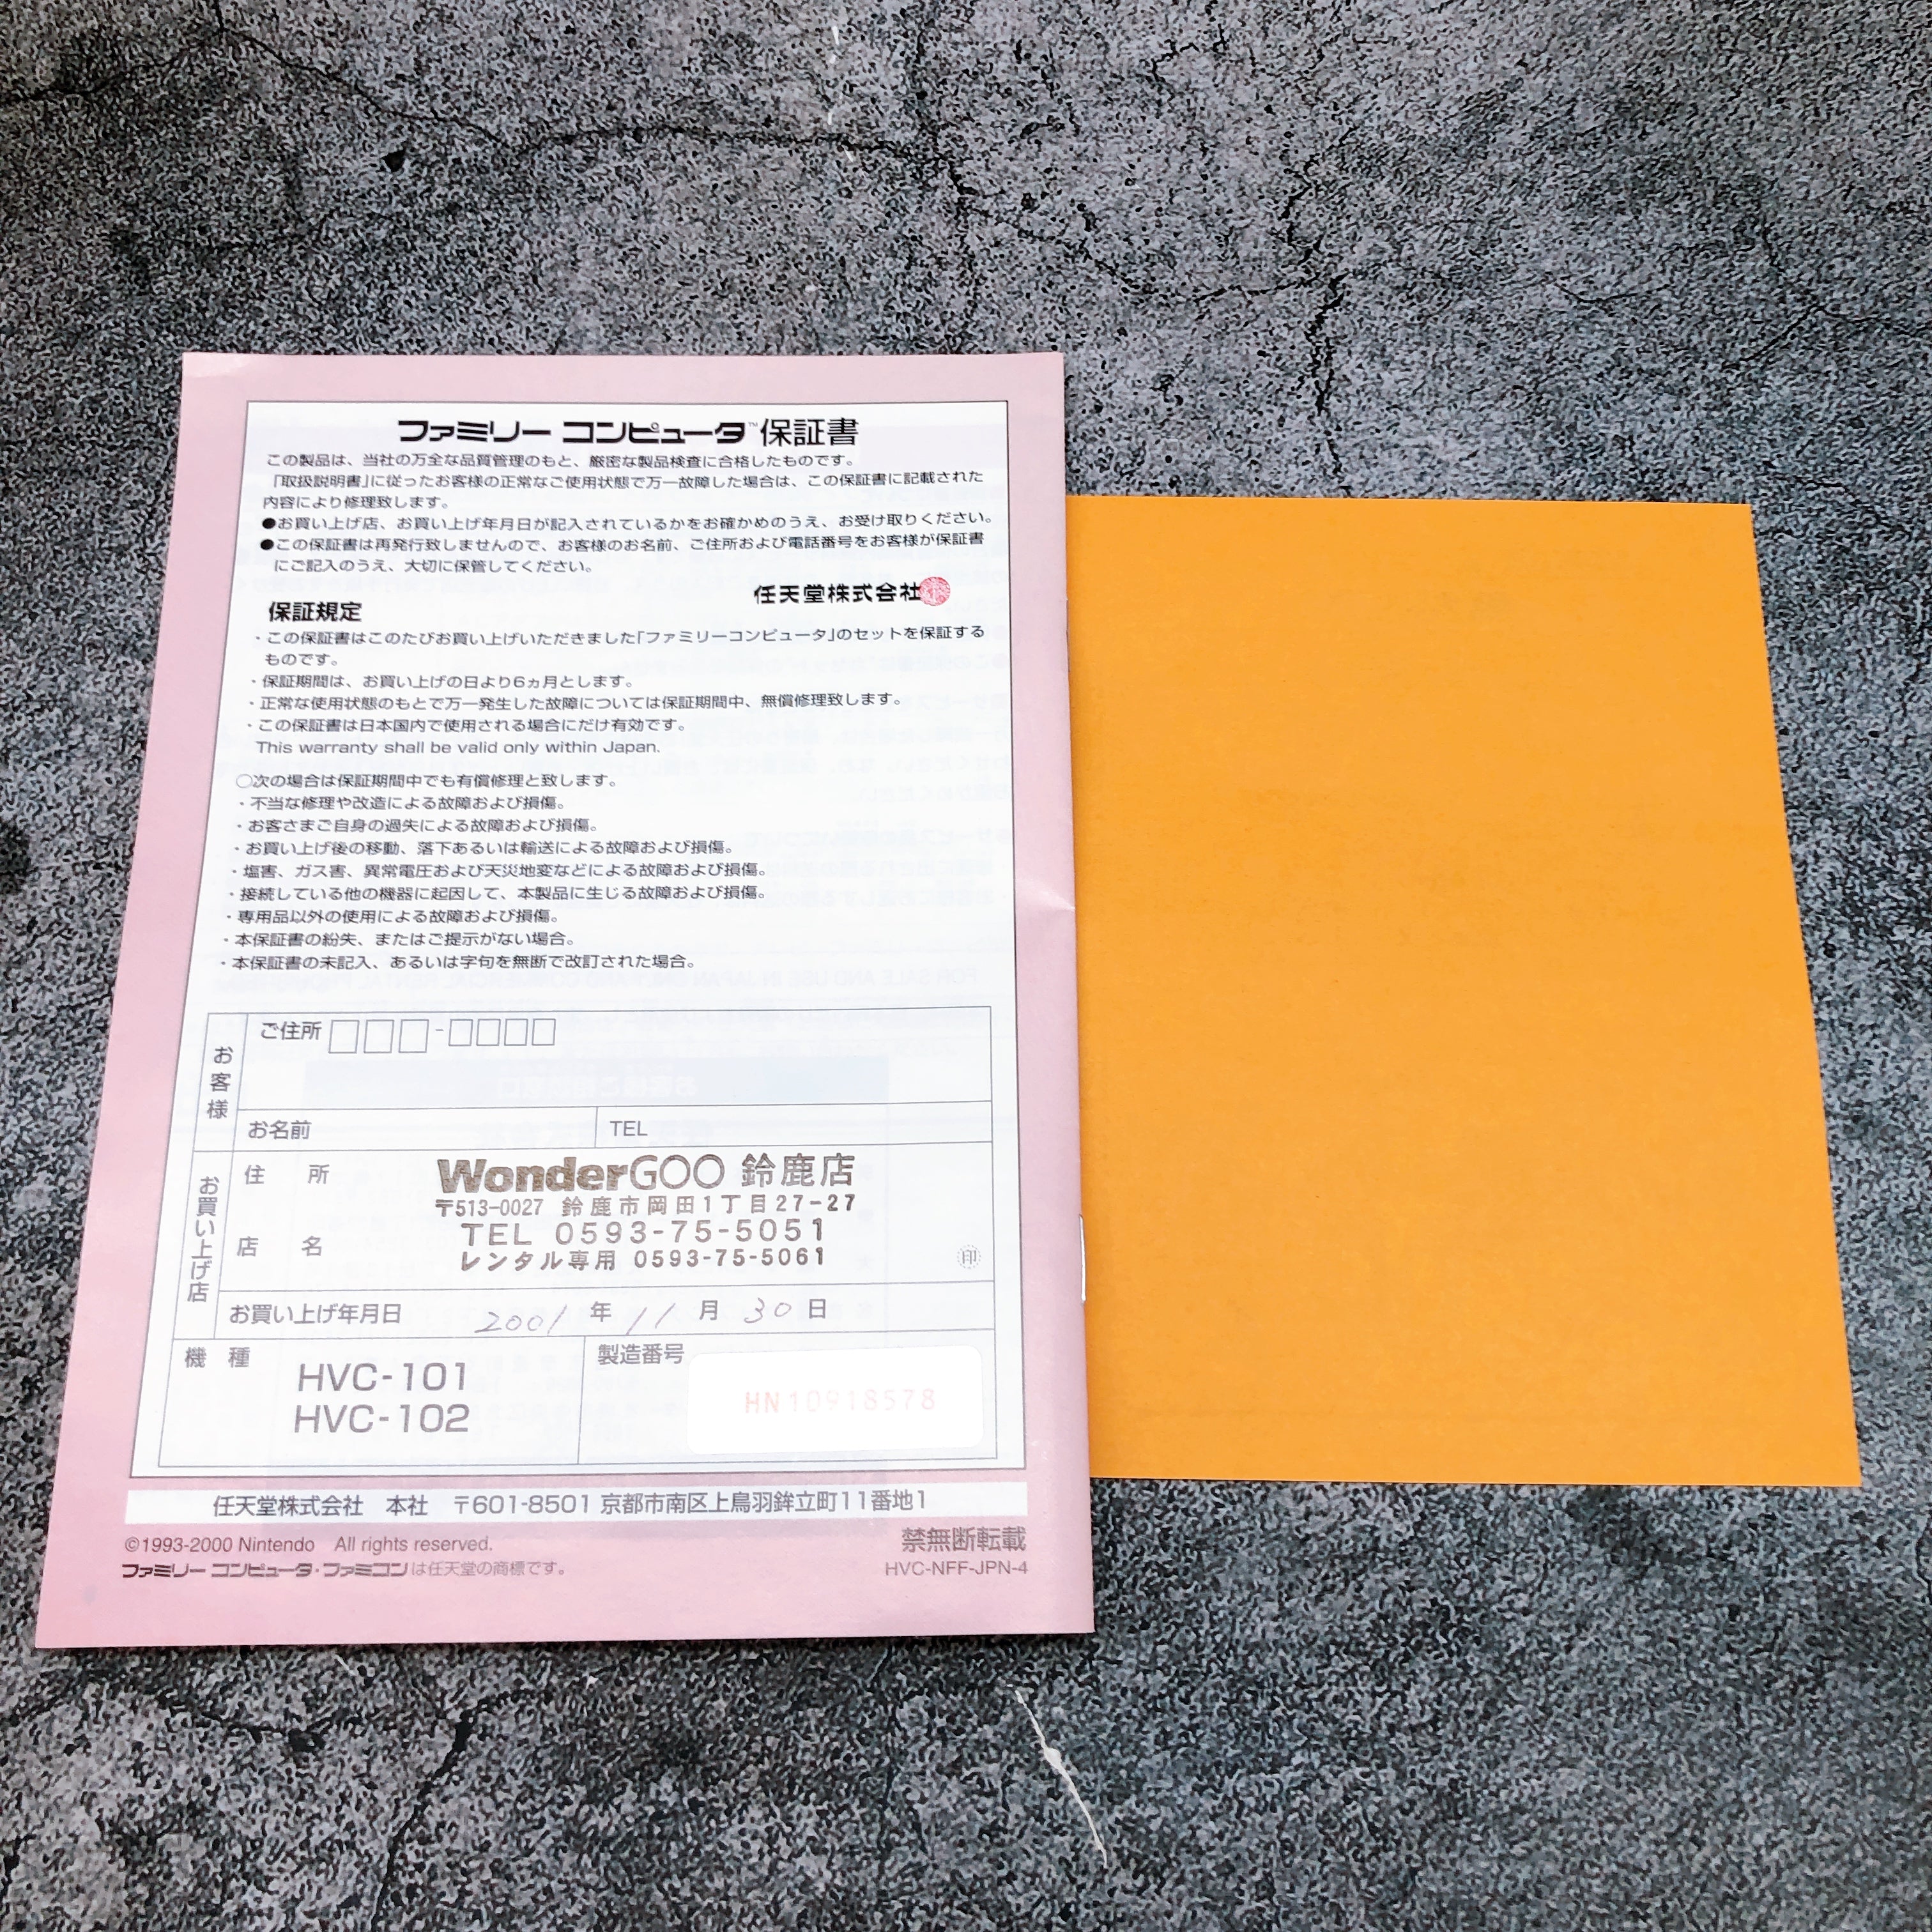 ファミリー コンピュータ™保証書
この製品は、当社の万全な品質管理のもと、厳密な製品検査に合格したものです。
「取扱説明書」に従ったお客様の正常なご使用状態で万一故障した場合は、この保証書に記載された
内容により修理致します。
●お買い上げ店、お買い上げ年月日が記入されているかをお確かめのうえ、お受け取りください。
●この保証書は再発行致しませんので、お客様のお名前、ご住所および電話番号をお客様が保証書
にご記入のうえ、大切に保管してください。
任天堂株式会社
保証規定
・この保証書はこのたびお買い上げいただきました「ファミリーコンピュータ」のセットを保証する
ものです。
・保証期間は、お買い上げの日より6ヵ月とします。
・正常な使用状態のもとで万一発生した故障については保証期間中、無償修理致します。
・この保証書は日本国内で使用される場合にだけ有効です。
This warranty shall be valid only within Japan.
○次の場合は保証期間中でも有償修理と致します。
・不当な修理や改造による故障および損傷。
・お客さまご自身の過失による故障および損傷。
・お買い上げ後の移動、落下あるいは輸送による故障および損傷。
・塩害、ガス害、異常電圧および天災地変などによる故障および損傷。
・接続している他の機器に起因して、本製品に生じる故障および損傷。
・専用品以外の使用による故障および損傷。
・本保証書の紛失、またはご提示がない場合。
・本保証書の未記入、あるいは字句を無断で改訂された場合。
お客様
ご住所 □□□-□□□□
お名前 TEL
お買い上げ店
住所
WonderGOO 鈴鹿店
〒513-0027 鈴鹿市岡田1丁目27-27
店名
TEL 0593-75-5051
レンタル専用 0593-75-5061
印
お買い上げ年月日 2001年11月30日
機種
HVC-101
HVC-102
製造番号
HN10918578
任天堂株式会社 本社 〒601-8501 京都市南区上鳥羽鉾立町11番地1
©1993-2000 Nintendo All rights reserved.
禁無断転載
ファミリー コンピュータ・ファミコンは任天堂の商標です。
HVC-NFF-JPN-4